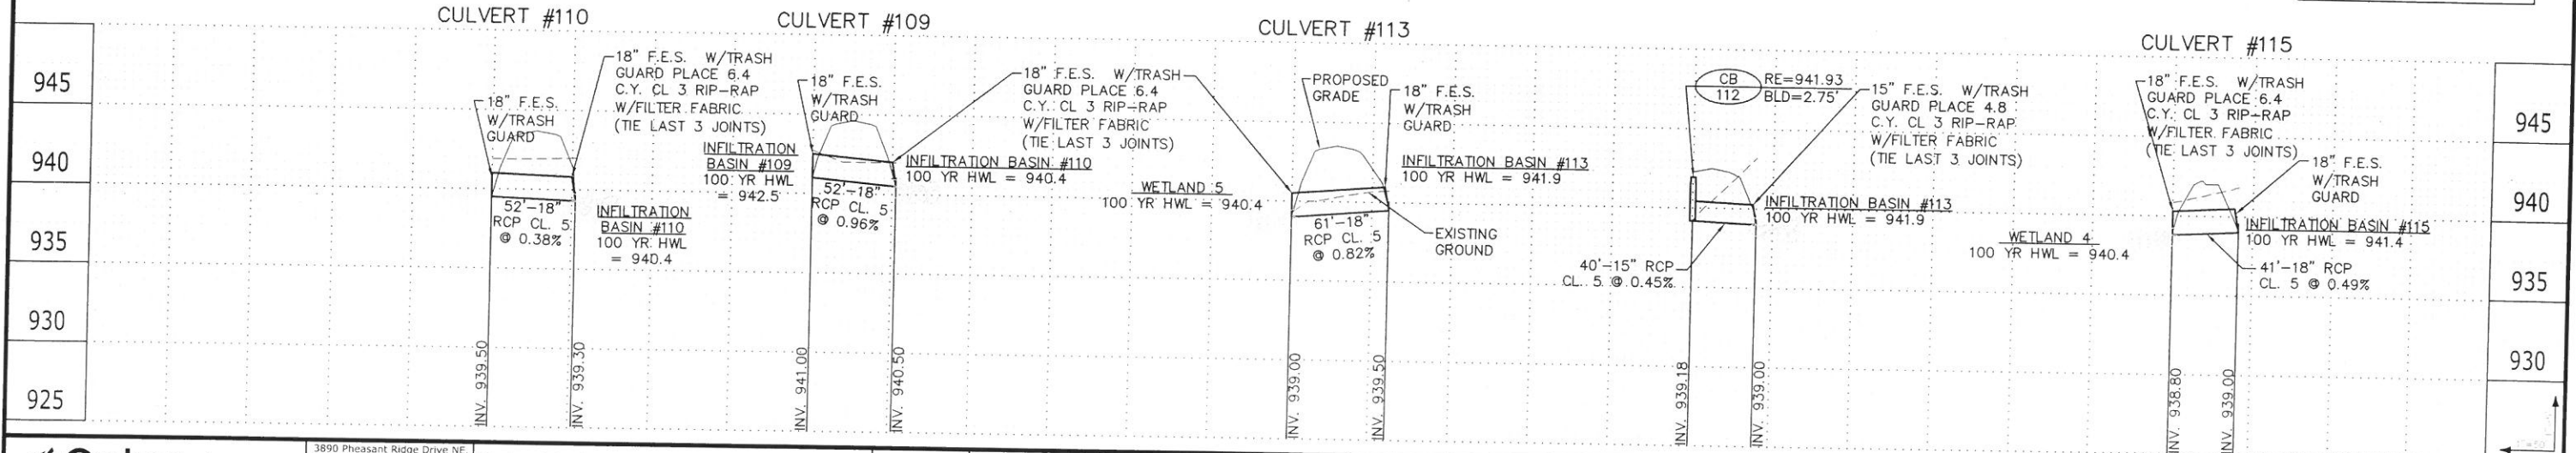 CULVERT #110
CULVERT #109
CULVERT #113
CULVERT #115
945
940
935
930
925
18" F.E.S.
W/TRASH
GUARD
52'-18"
RCP CL. 5
@ 0.38%
INV. 939.50
INV. 939.30
18" F.E.S. W/TRASH
GUARD PLACE 6.4
C.Y. CL 3 RIP-RAP
W/FILTER FABRIC
(TIE LAST 3 JOINTS)
INFILTRATION
BASIN #110
100 YR HWL
= 940.4
INFILTRATION
BASIN #109
100 YR HWL
= 942.5
18" F.E.S.
W/TRASH
GUARD
52'-18"
RCP CL. 5
@ 0.96%
INV. 941.00
INV. 940.50
18" F.E.S. W/TRASH
GUARD PLACE 6.4
C.Y. CL 3 RIP-RAP
W/FILTER FABRIC
(TIE LAST 3 JOINTS)
INFILTRATION BASIN #110
100 YR HWL = 940.4
WETLAND 5
100 YR HWL = 940.4
PROPOSED
GRADE
18" F.E.S.
W/TRASH
GUARD
INFILTRATION BASIN #113
100 YR HWL = 941.9
61'-18"
RCP CL. 5
@ 0.82%
EXISTING
GROUND
INV. 939.00
INV. 939.50
CB
112
RE=941.93
BLD=2.75'
15" F.E.S. W/TRASH
GUARD PLACE 4.8
C.Y. CL 3 RIP-RAP
W/FILTER FABRIC
(TIE LAST 3 JOINTS)
INFILTRATION BASIN #113
100 YR HWL = 941.9
40'-15" RCP
CL. 5 @ 0.45%
INV. 939.18
INV. 939.00
WETLAND 4
100 YR HWL = 940.4
18" F.E.S. W/TRASH
GUARD PLACE 6.4
C.Y. CL 3 RIP-RAP
W/FILTER FABRIC
(TIE LAST 3 JOINTS)
18" F.E.S.
W/TRASH
GUARD
INFILTRATION BASIN #115
100 YR HWL = 941.4
41'-18" RCP
CL. 5 @ 0.49%
INV. 938.80
INV. 939.00
945
940
935
930
3890 Pheasant Ridge Drive NE,